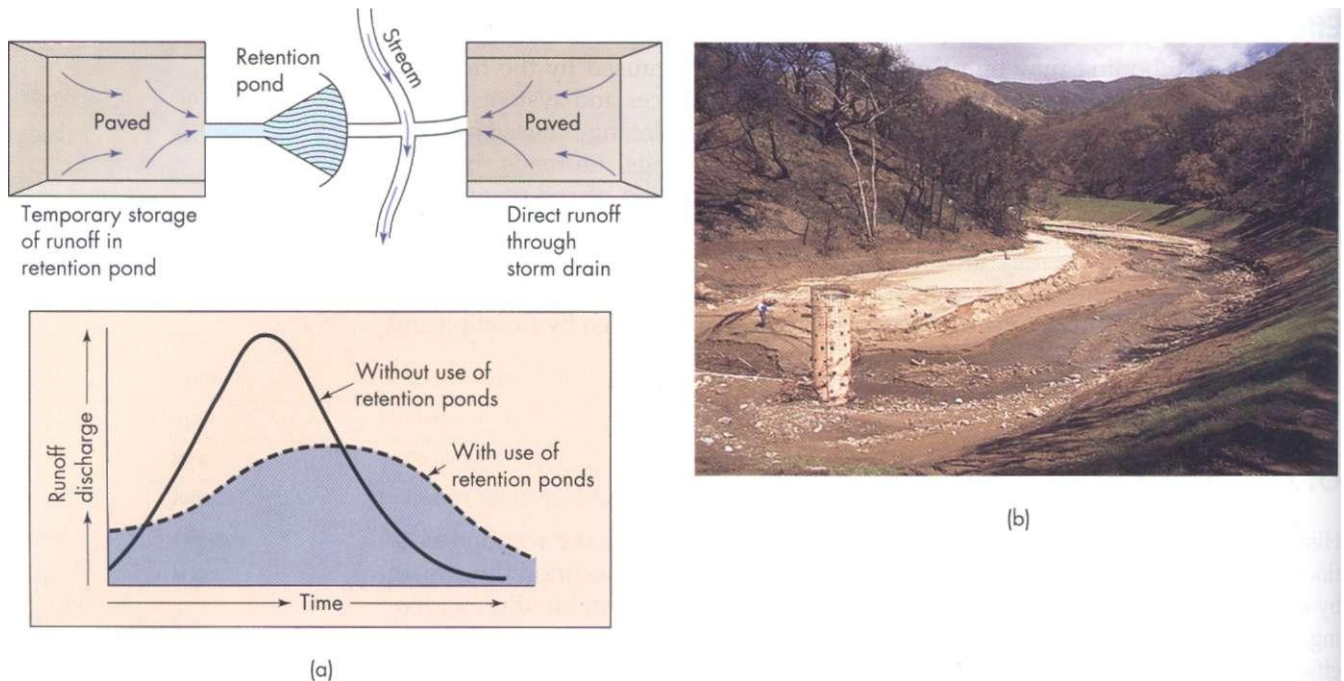 Retention
pond
Stream
Paved
Paved
Temporary storage
of runoff in
retention pond
Direct runoff
through
storm drain
Runoff
discharge
Without use of
retention ponds
With use of
retention ponds
Time
(a)
(b)